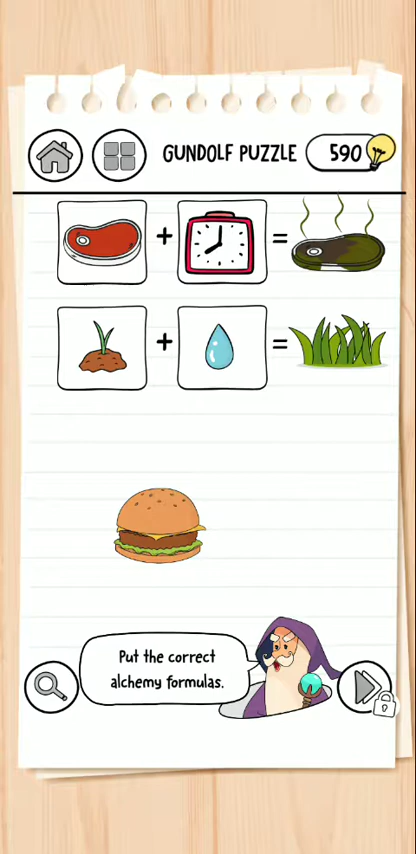 GUNDOLF PUZZLE 590
+ =
+ =
Put the correct
alchemy formulas.